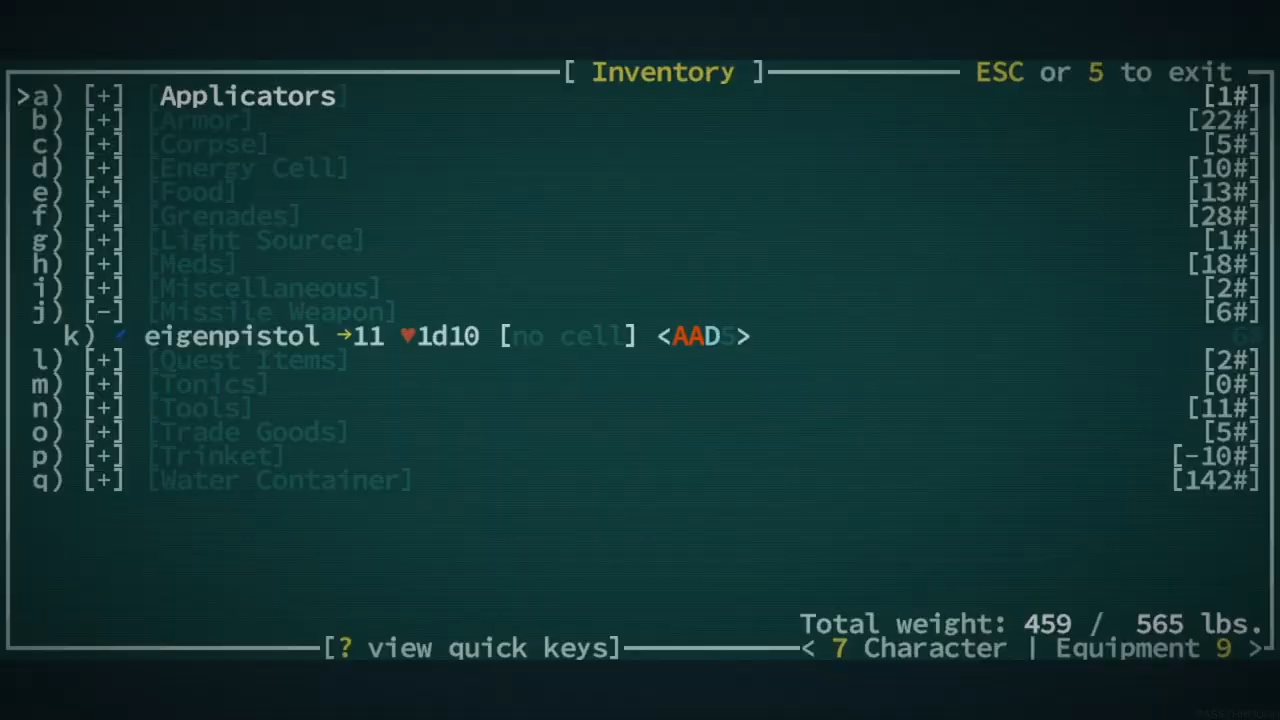 [ Inventory ] ESC or 5 to exit
>a) [+] [Applicators] [1#]
b) [+] [Armor] [22#]
c) [+] [Corpse] [5#]
d) [+] [Energy Cell] [10#]
e) [+] [Food] [13#]
f) [+] [Grenades] [28#]
g) [+] [Light Source] [1#]
h) [+] [Meds] [18#]
i) [+] [Miscellaneous] [2#]
j) [-] [Missile Weapon] [6#]
k) eigenpistol →11 ♥1d10 [no cell] <AAD5>
l) [+] [Quest Items] [2#]
m) [+] [Tonics] [0#]
n) [+] [Tools] [11#]
o) [+] [Trade Goods] [5#]
p) [+] [Trinket] [-10#]
q) [+] [Water Container] [142#]
Total weight: 459 / 565 lbs.
[? view quick keys] < 7 Character | Equipment 9 >